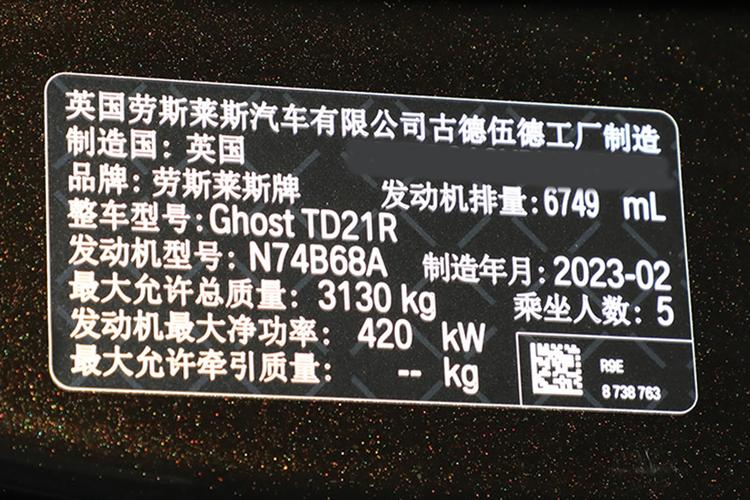 英国劳斯莱斯汽车有限公司古德伍德工厂制造
制造国：英国
品牌：劳斯莱斯牌 发动机排量：6749 mL
整车型号：Ghost TD21R
发动机型号：N74B68A 制造年月：2023-02
最大允许总质量：3130 kg 乘坐人数：5
发动机最大净功率：420 kW
最大允许牵引质量：-- kg
R9E
8 738 763